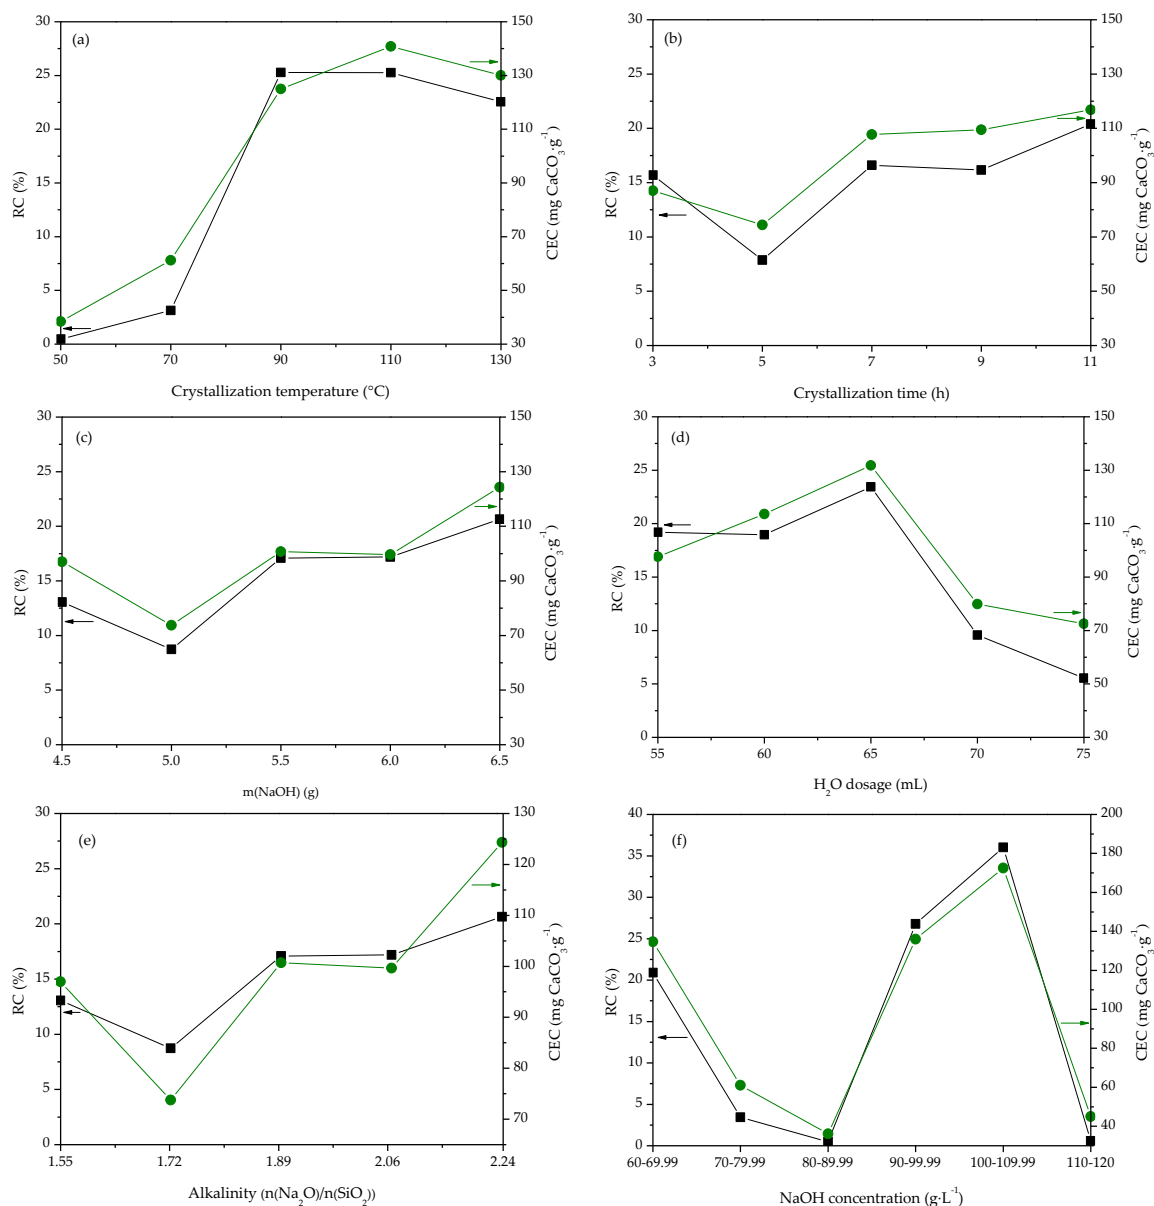 (a)
30
25
20
15
10
5
0
RC (%)
150
130
110
90
70
50
30
CEC (mg CaCO₃·g⁻¹)
50 70 90 110 130
Crystallization temperature (°C)
(b)
30
25
20
15
10
5
0
RC (%)
150
130
110
90
70
50
30
CEC (mg CaCO₃·g⁻¹)
3 5 7 9 11
Crystallization time (h)
(c)
30
25
20
15
10
5
0
RC (%)
150
130
110
90
70
50
30
CEC (mg CaCO₃·g⁻¹)
4.5 5.0 5.5 6.0 6.5
m(NaOH) (g)
(d)
30
25
20
15
10
5
0
RC (%)
150
130
110
90
70
50
30
CEC (mg CaCO₃·g⁻¹)
55 60 65 70 75
H₂O dosage (mL)
(e)
30
25
20
15
10
5
0
RC (%)
130
120
110
100
90
80
70
CEC (mg CaCO₃·g⁻¹)
1.55 1.72 1.89 2.06 2.24
Alkalinity (n(Na₂O)/n(SiO₂))
(f)
40
35
30
25
20
15
10
5
0
RC (%)
200
180
160
140
120
100
80
60
40
CEC (mg CaCO₃·g⁻¹)
60-69.99 70-79.99 80-89.99 90-99.99 100-109.99 110-120
NaOH concentration (g·L⁻¹)